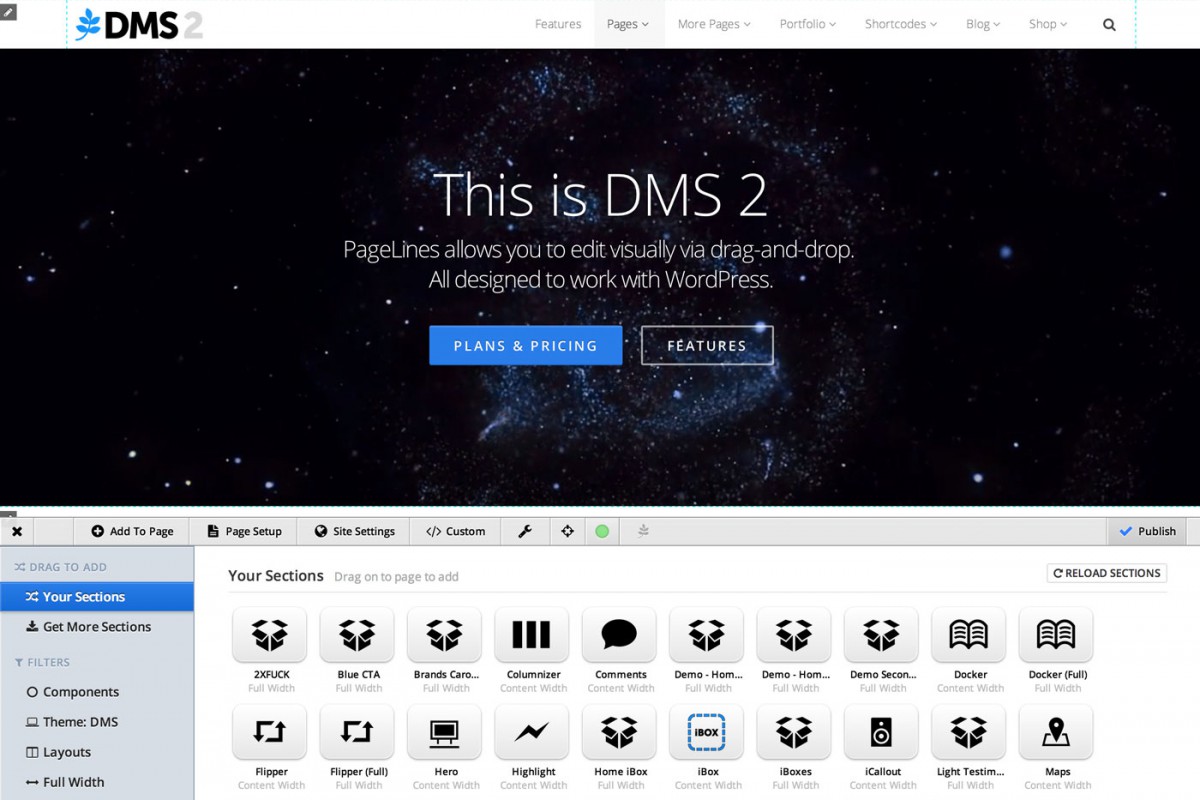 DMS 2
Features Pages More Pages Portfolio Shortcodes Blog Shop
This is DMS 2
PageLines allows you to edit visually via drag-and-drop.
All designed to work with WordPress.
PLANS & PRICING FEATURES
Add To Page Page Setup Site Settings </> Custom Publish
DRAG TO ADD
Your Sections
Get More Sections
FILTERS
Components
Theme: DMS
Layouts
Full Width
Your Sections Drag on to page to add RELOAD SECTIONS
2XFUCK Blue CTA Brands Caro... Columnizer Comments Demo - Hom... Demo - Hom... Demo Secon... Docker Docker (Full)
Full Width Full Width Full Width Content Width Content Width Full Width Full Width Full Width Content Width Full Width
iBOX
Flipper Flipper (Full) Hero Highlight Home iBox iBox iBoxes iCallout Light Testim... Maps
Content Width Full Width Content Width Content Width Full Width Content Width Full Width Content Width Full Width Content Width